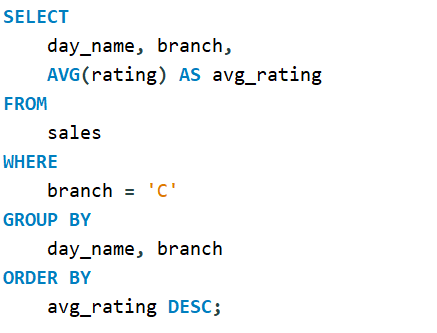 SELECT
day_name, branch,
AVG(rating) AS avg_rating
FROM
sales
WHERE
branch = 'C'
GROUP BY
day_name, branch
ORDER BY
avg_rating DESC;